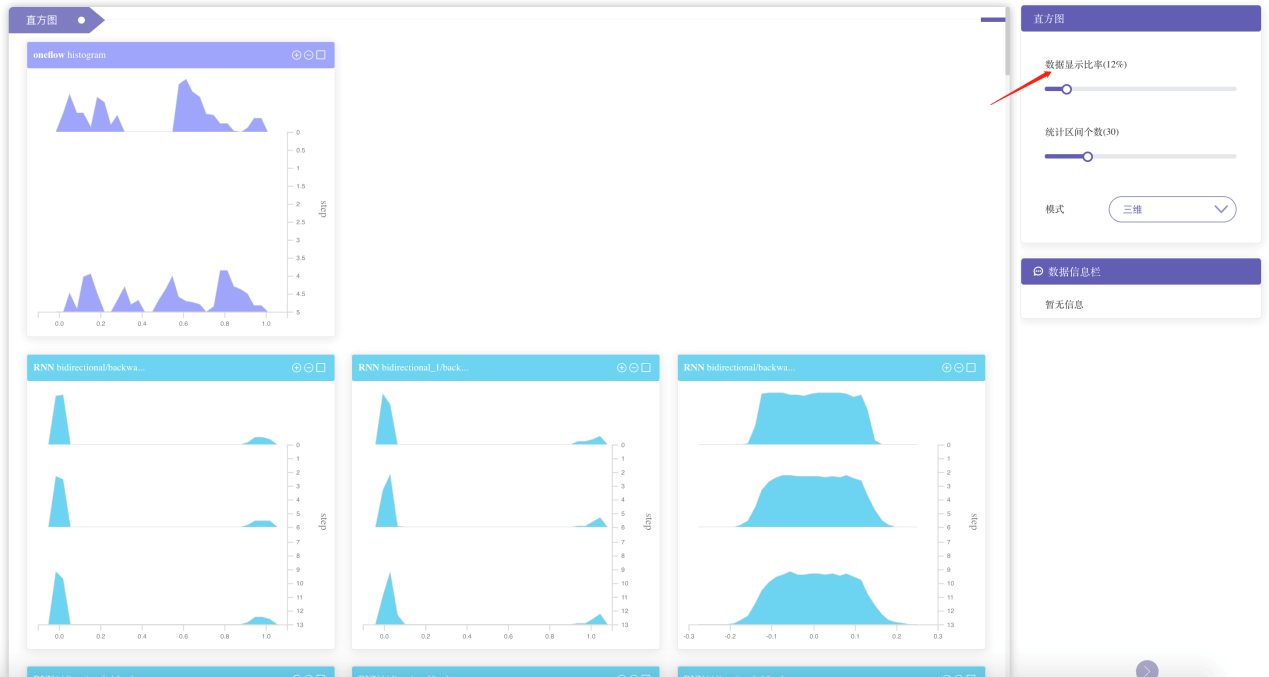 直方图
oneflow histogram
0
0.5
1
1.5
2
2.5
3
3.5
4
4.5
5
step
0.0 0.2 0.4 0.6 0.8 1.0
RNN bidirectional/backwa...
0
1
2
3
4
5
6
7
8
9
10
11
12
13
step
0.0 0.2 0.4 0.6 0.8 1.0
RNN bidirectional_1/back...
0
1
2
3
4
5
6
7
8
9
10
11
12
13
step
0.0 0.2 0.4 0.6 0.8 1.0
RNN bidirectional/backwa...
0
1
2
3
4
5
6
7
8
9
10
11
12
13
step
-0.3 -0.2 -0.1 0.0 0.1 0.2 0.3
直方图
数据显示比率(12%)
统计区间个数(30)
模式 三维
数据信息栏
暂无信息